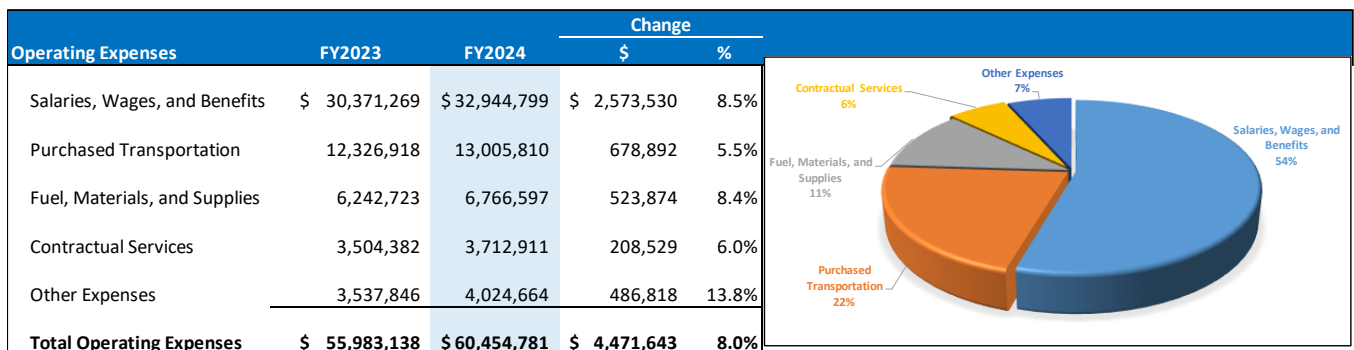 Change
Operating Expenses FY2023 FY2024 $ %
Salaries, Wages, and Benefits $ 30,371,269 $ 32,944,799 $ 2,573,530 8.5%
Purchased Transportation 12,326,918 13,005,810 678,892 5.5%
Fuel, Materials, and Supplies 6,242,723 6,766,597 523,874 8.4%
Contractual Services 3,504,382 3,712,911 208,529 6.0%
Other Expenses 3,537,846 4,024,664 486,818 13.8%
Total Operating Expenses $ 55,983,138 $ 60,454,781 $ 4,471,643 8.0%
Other Expenses
7%
Contractual Services
6%
Salaries, Wages, and
Benefits
54%
Fuel, Materials, and
Supplies
11%
Purchased
Transportation
22%